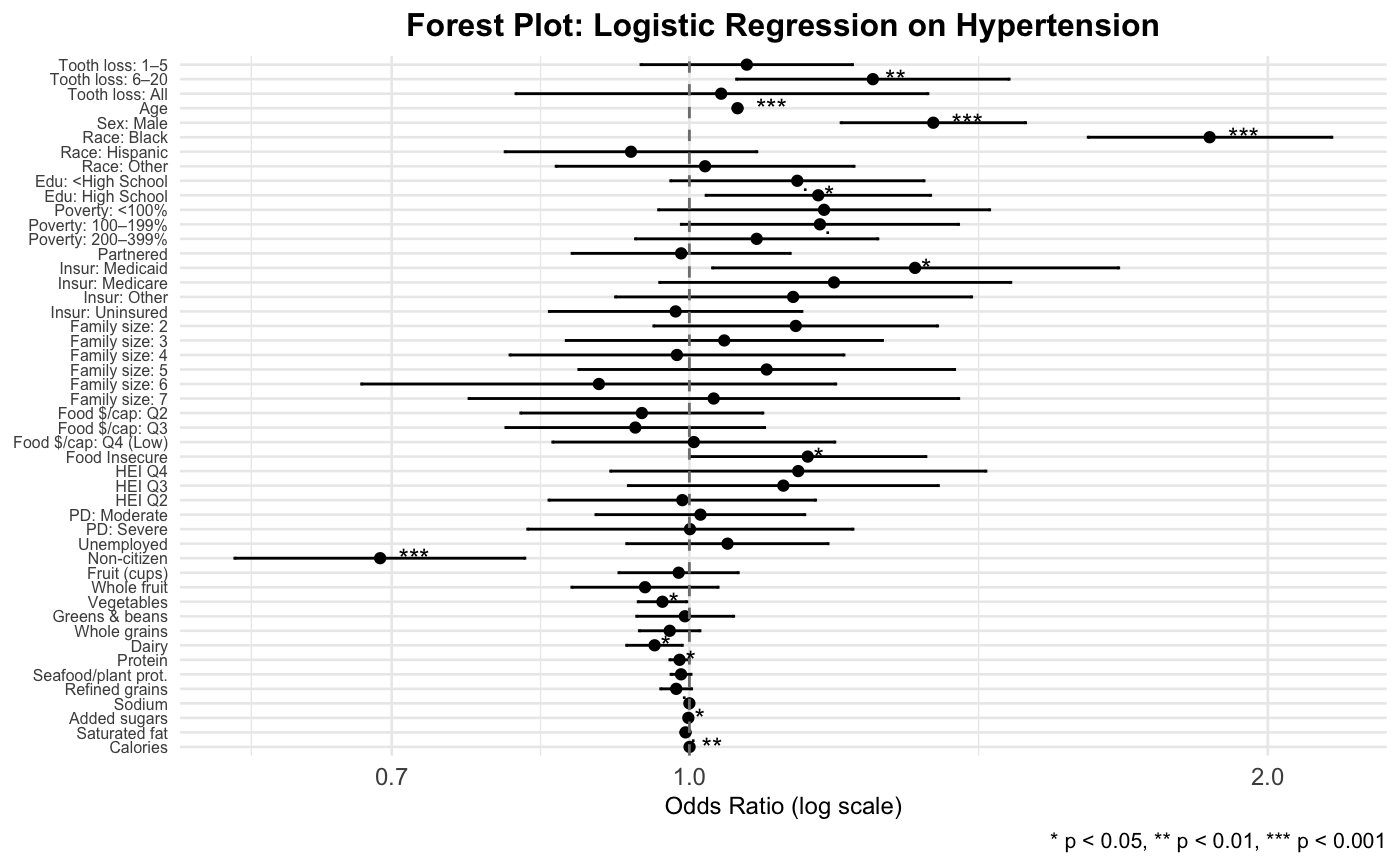 Forest Plot: Logistic Regression on Hypertension
Tooth loss: 1–5
Tooth loss: 6–20 **
Tooth loss: All
Age ***
Sex: Male ***
Race: Black ***
Race: Hispanic
Race: Other
Edu: <High School .
Edu: High School *
Poverty: <100%
Poverty: 100–199% .
Poverty: 200–399%
Partnered
Insur: Medicaid *
Insur: Medicare
Insur: Other
Insur: Uninsured
Family size: 2
Family size: 3
Family size: 4
Family size: 5
Family size: 6
Family size: 7
Food $/cap: Q2
Food $/cap: Q3
Food $/cap: Q4 (Low)
Food Insecure *
HEI Q4
HEI Q3
HEI Q2
PD: Moderate
PD: Severe
Unemployed
Non-citizen ***
Fruit (cups)
Whole fruit
Vegetables *
Greens & beans
Whole grains
Dairy *
Protein *
Seafood/plant prot.
Refined grains .
Sodium
Added sugars *
Saturated fat .
Calories **
0.7 1.0 2.0
Odds Ratio (log scale)
* p < 0.05, ** p < 0.01, *** p < 0.001